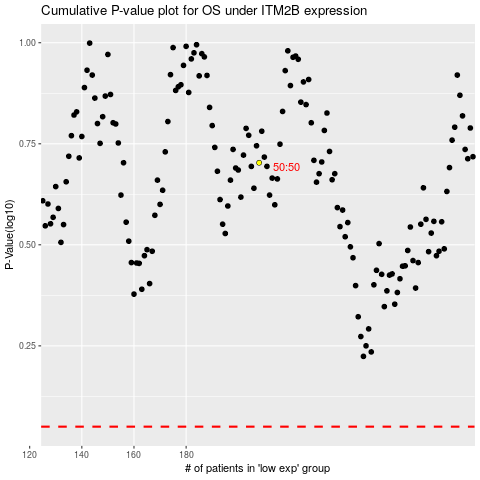 Cumulative P-value plot for OS under ITM2B expression
P-Value(log10)
1.00
0.75
0.50
0.25
50:50
120 140 160 180
# of patients in 'low exp' group